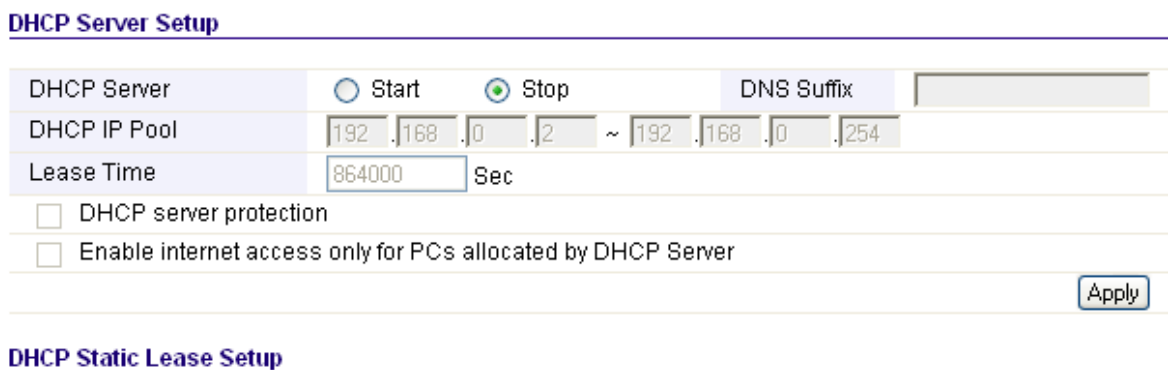 DHCP Server Setup
DHCP Server Start Stop DNS Suffix
DHCP IP Pool 192 .168 .0 .2 ~ 192 .168 .0 .254
Lease Time 864000 Sec
DHCP server protection
Enable internet access only for PCs allocated by DHCP Server
Apply
DHCP Static Lease Setup